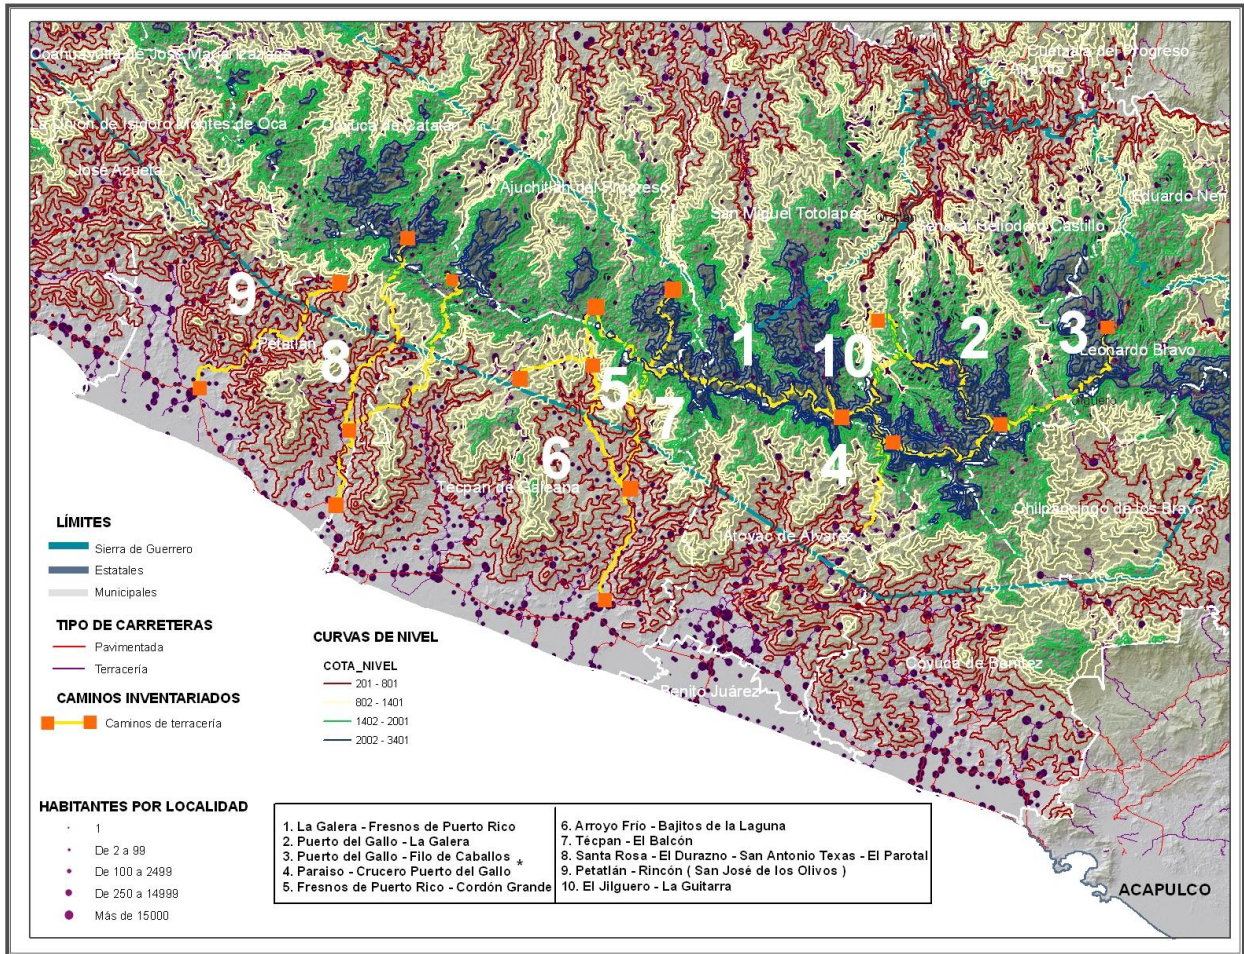 Coahuayutla de José María Izazaga
Cuetzala del Progreso
La Unión de Isidoro Montes de Oca
Coyuca de Catalán
José Azueta
Ajuchitlán del Progreso
San Miguel Totolapan
General Heliodoro Castillo
Eduardo Neri
9
8
Petatlán
5
7
1
10
2
3
Leonardo Bravo
6
4
Tecpan de Galeana
Atoyac de Alvarez
Chilpancingo de los Bravo
Coyuca de Benítez
Benito Juárez
LÍMITES
Sierra de Guerrero
Estatales
Municipales
TIPO DE CARRETERAS
Pavimentada
Terracería
CAMINOS INVENTARIADOS
Caminos de terracería
CURVAS DE NIVEL
COTA_NIVEL
201 - 801
802 - 1401
1402 - 2001
2002 - 3401
HABITANTES POR LOCALIDAD
1
De 2 a 99
De 100 a 2499
De 250 a 14999
Más de 15000
1. La Galera - Fresnos de Puerto Rico
2. Puerto del Gallo - La Galera
3. Puerto del Gallo - Filo de Caballos
4. Paraiso - Crucero Puerto del Gallo *
5. Fresnos de Puerto Rico - Cordón Grande
6. Arroyo Frío - Bajitos de la Laguna
7. Técpan - El Balcón
8. Santa Rosa - El Durazno - San Antonio Texas - El Parotal
9. Petatlán - Rincón ( San José de los Olivos )
10. El Jilguero - La Guitarra
ACAPULCO